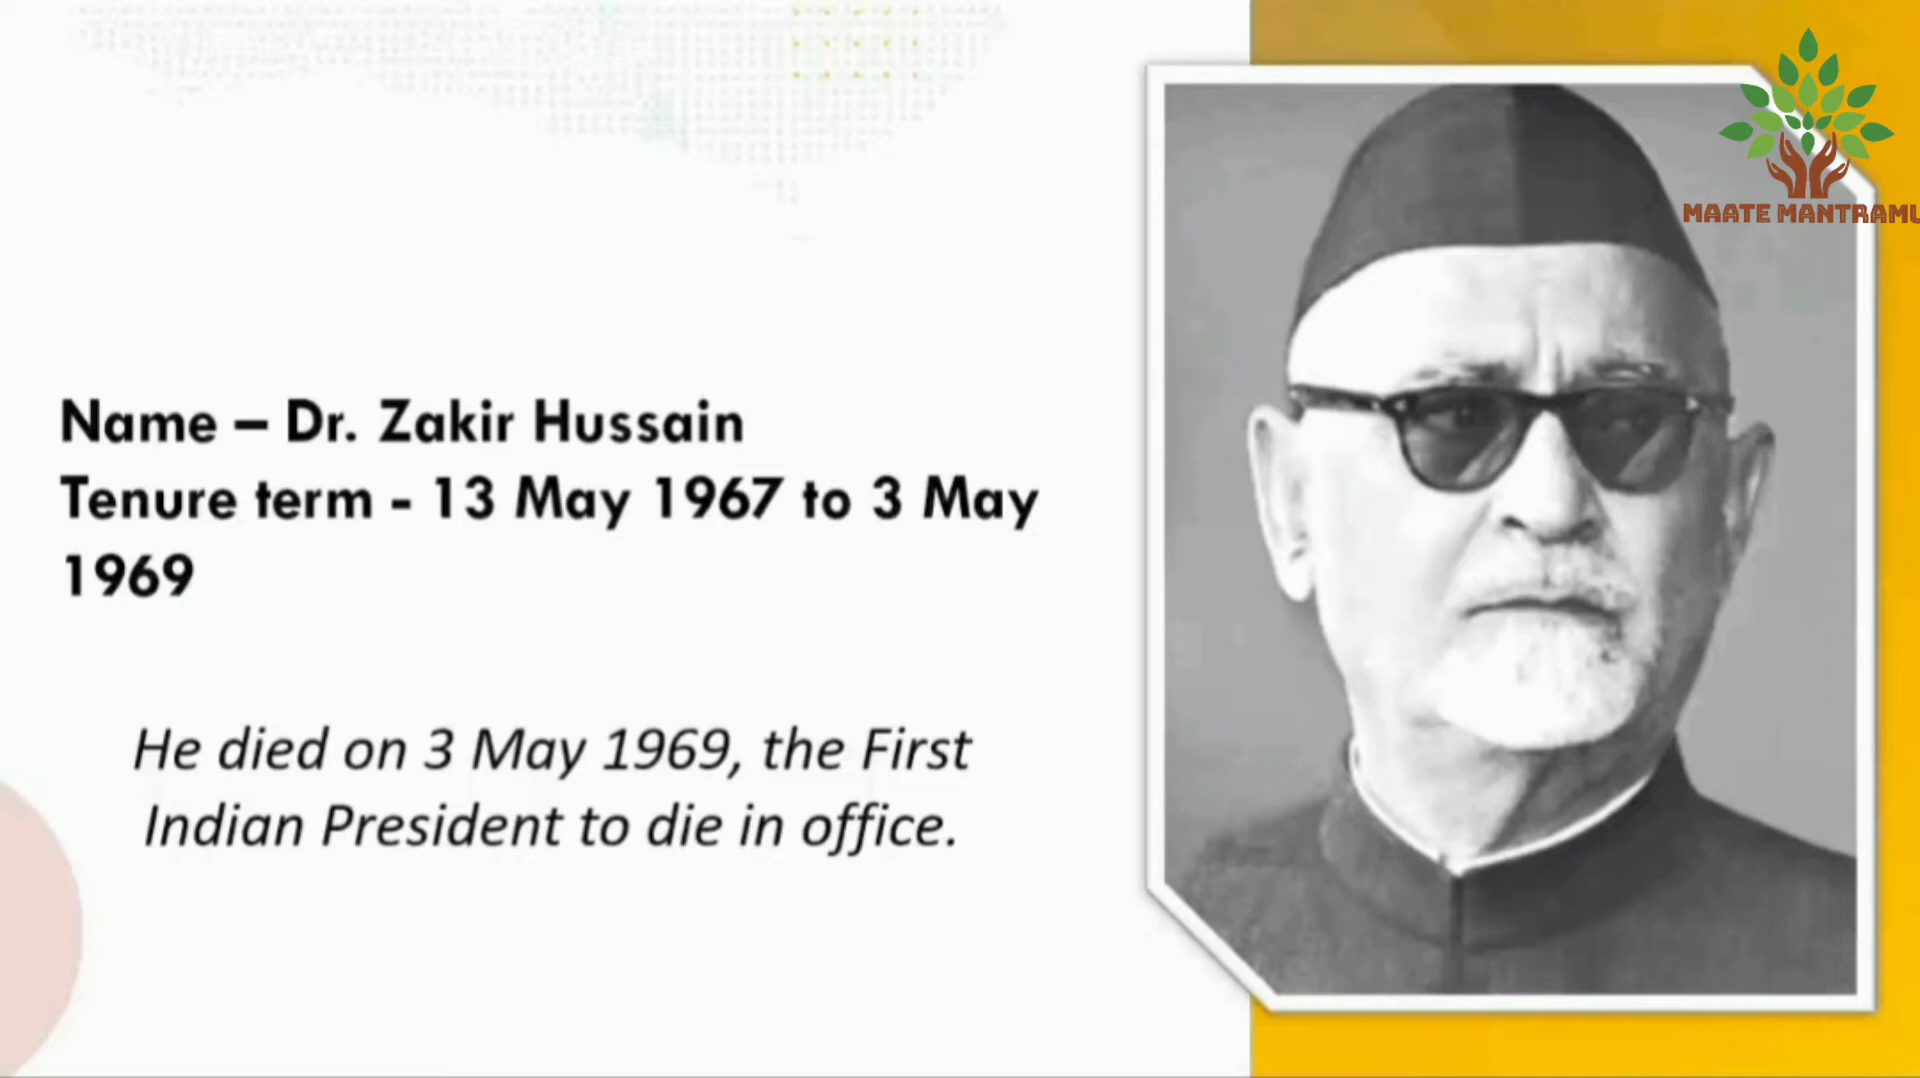 MAATE MANTRAMU
Name – Dr. Zakir Hussain
Tenure term - 13 May 1967 to 3 May
1969
He died on 3 May 1969, the First
Indian President to die in office.